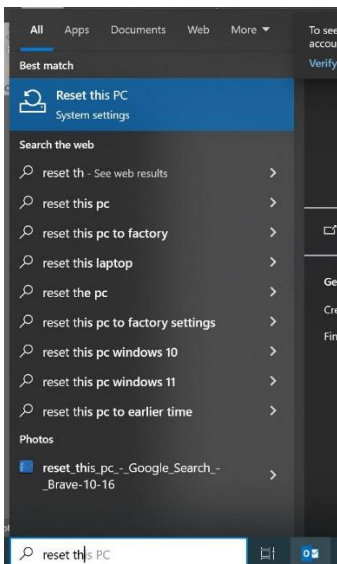 All Apps Documents Web More
To see
accou
Verify
Best match
Reset this PC
System settings
Search the web
reset th - See web results
reset this pc
reset this pc to factory
reset this laptop
reset the pc
reset this pc to factory settings
reset this pc windows 10
reset this pc windows 11
reset this pc to earlier time
Ge
Cre
Fin
Photos
reset_this_pc_-_Google_Search_-
_Brave-10-16
reset this PC